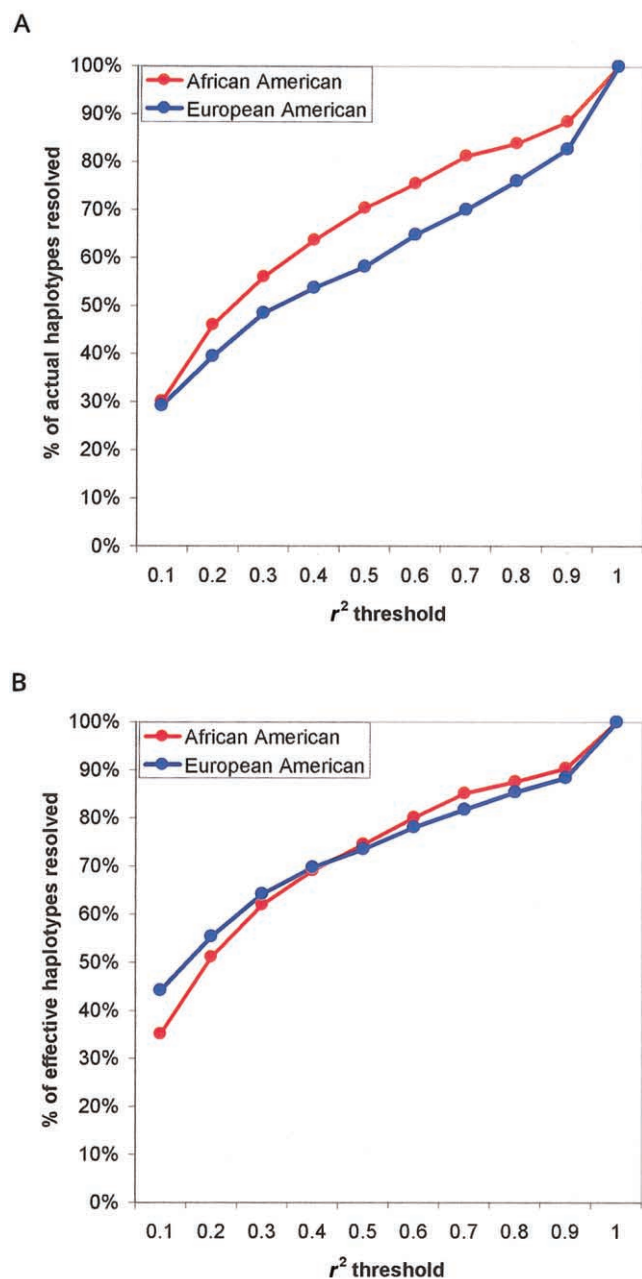 A
100%
90%
80%
70%
60%
50%
40%
30%
20%
10%
0%
% of actual haplotypes resolved
African American
European American
0.1 0.2 0.3 0.4 0.5 0.6 0.7 0.8 0.9 1
r² threshold
B
100%
90%
80%
70%
60%
50%
40%
30%
20%
10%
0%
% of effective haplotypes resolved
African American
European American
0.1 0.2 0.3 0.4 0.5 0.6 0.7 0.8 0.9 1
r² threshold